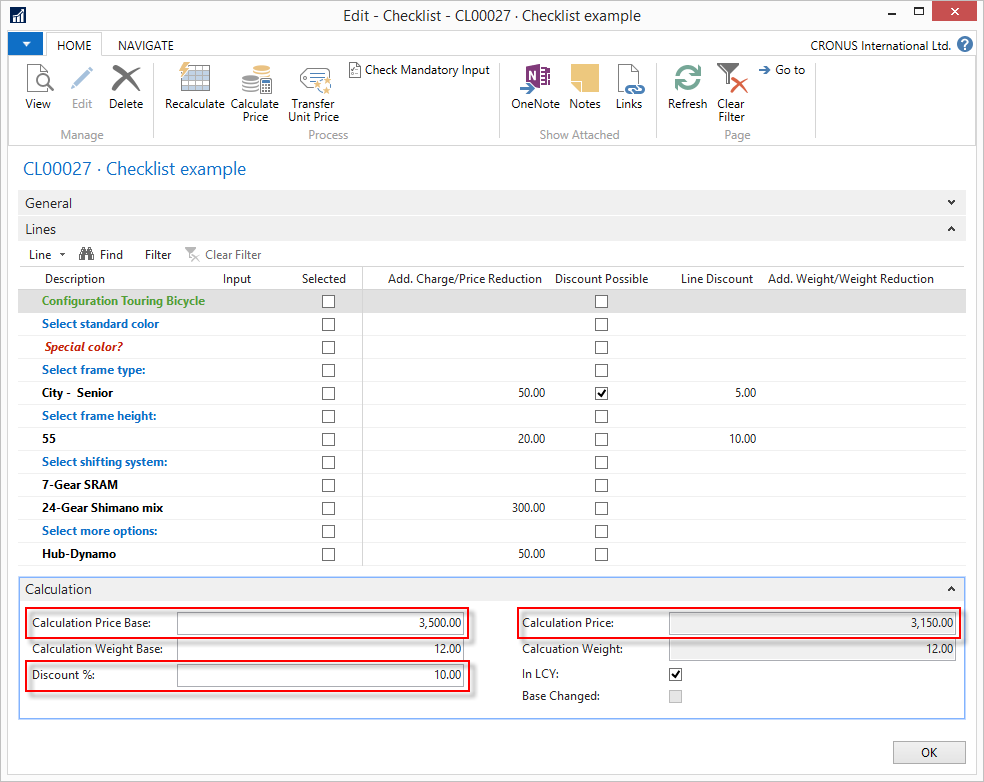 Edit - Checklist - CL00027 · Checklist example
HOME NAVIGATE CRONUS International Ltd. ?
View Edit Delete Recalculate Calculate Price Transfer Unit Price Check Mandatory Input OneNote Notes Links Refresh Clear Filter Go to
Manage Process Show Attached Page
CL00027 · Checklist example
General
Lines
Line Find Filter Clear Filter
Description Input Selected Add. Charge/Price Reduction Discount Possible Line Discount Add. Weight/Weight Reduction
Configuration Touring Bicycle
Select standard color
Special color?
Select frame type:
City - Senior 50.00 5.00
Select frame height:
55 20.00 10.00
Select shifting system:
7-Gear SRAM
24-Gear Shimano mix 300.00
Select more options:
Hub-Dynamo 50.00
Calculation
Calculation Price Base: 3,500.00 Calculation Price: 3,150.00
Calculation Weight Base: 12.00 Calcuation Weight: 12.00
Discount %: 10.00 In LCY:
Base Changed:
OK